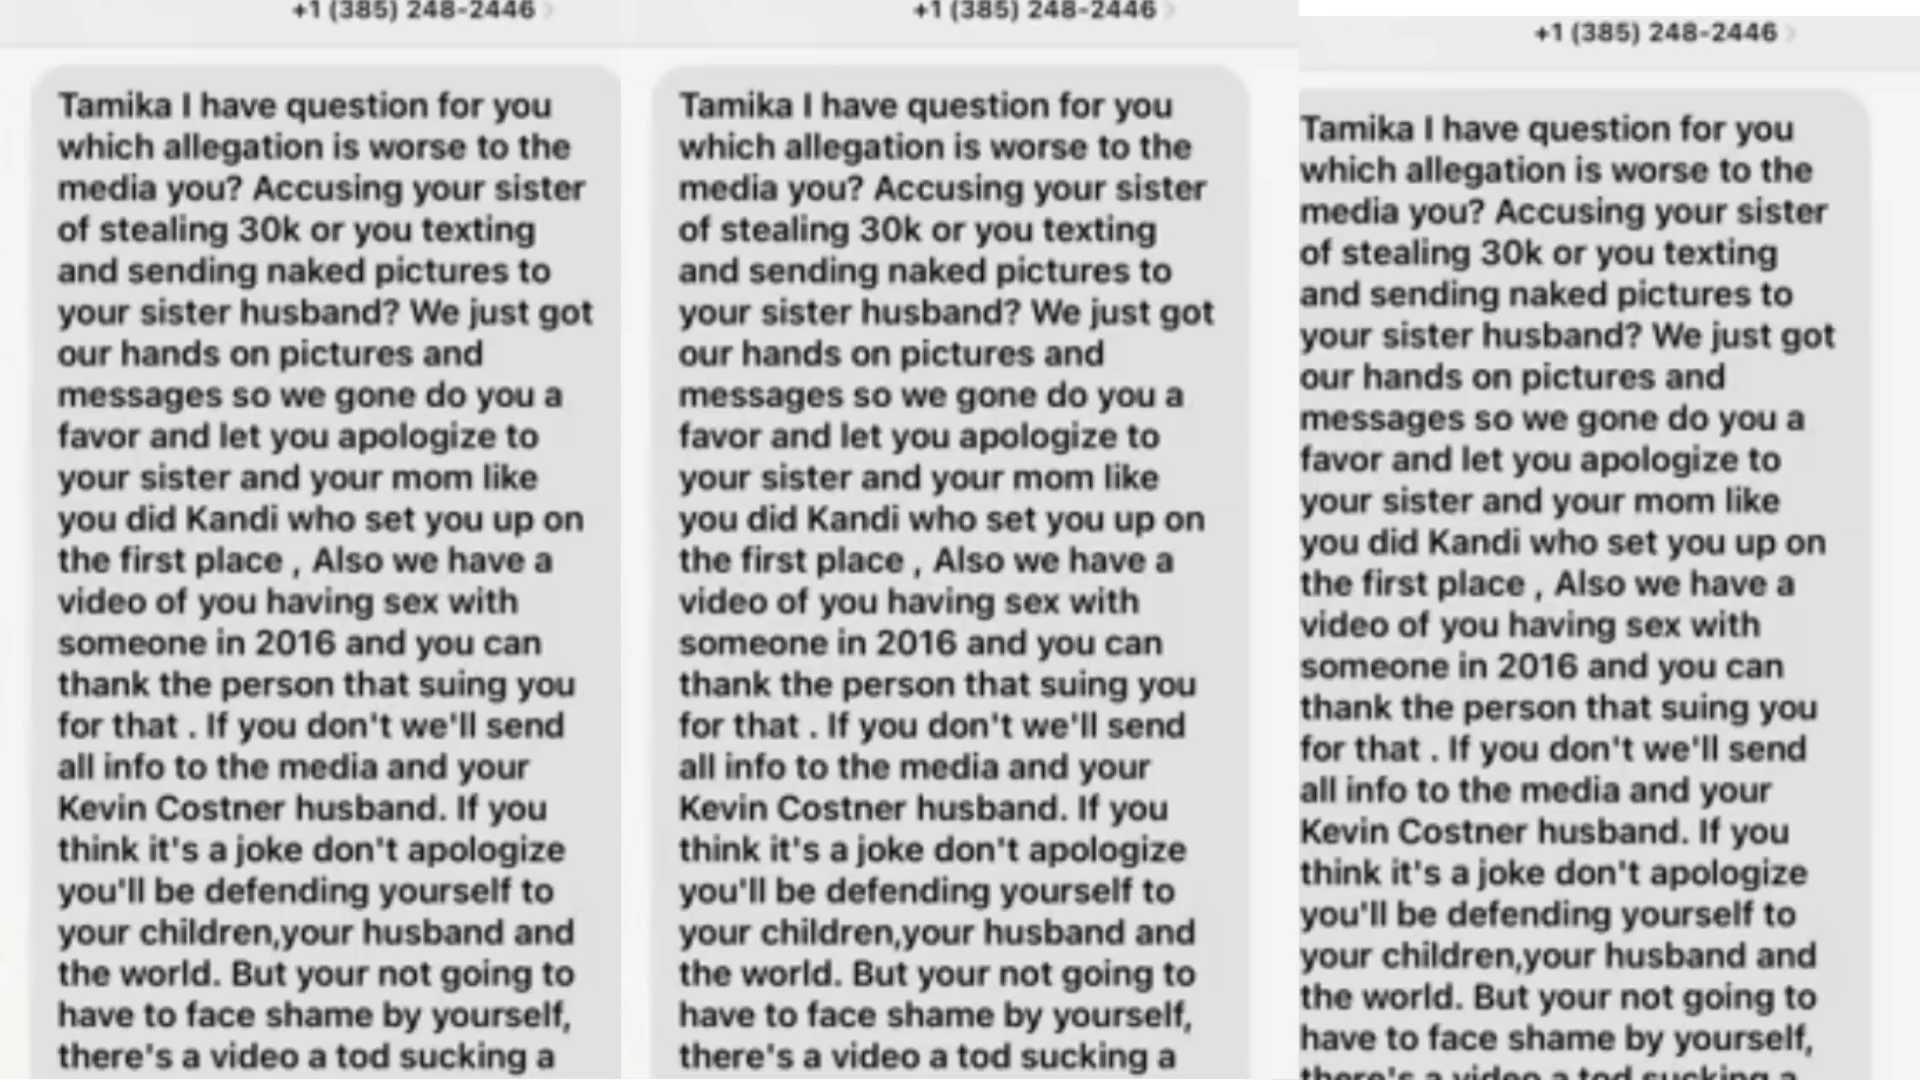 +1 (385) 248-2446
Tamika I have question for you
which allegation is worse to the
media you? Accusing your sister
of stealing 30k or you texting
and sending naked pictures to
your sister husband? We just got
our hands on pictures and
messages so we gone do you a
favor and let you apologize to
your sister and your mom like
you did Kandi who set you up on
the first place , Also we have a
video of you having sex with
someone in 2016 and you can
thank the person that suing you
for that . If you don't we'll send
all info to the media and your
Kevin Costner husband. If you
think it's a joke don't apologize
you'll be defending yourself to
your children,your husband and
the world. But your not going to
have to face shame by yourself,
there's a video a tod sucking a
+1 (385) 248-2446
Tamika I have question for you
which allegation is worse to the
media you? Accusing your sister
of stealing 30k or you texting
and sending naked pictures to
your sister husband? We just got
our hands on pictures and
messages so we gone do you a
favor and let you apologize to
your sister and your mom like
you did Kandi who set you up on
the first place , Also we have a
video of you having sex with
someone in 2016 and you can
thank the person that suing you
for that . If you don't we'll send
all info to the media and your
Kevin Costner husband. If you
think it's a joke don't apologize
you'll be defending yourself to
your children,your husband and
the world. But your not going to
have to face shame by yourself,
there's a video a tod sucking a
+1 (385) 248-2446
Tamika I have question for you
which allegation is worse to the
media you? Accusing your sister
of stealing 30k or you texting
and sending naked pictures to
your sister husband? We just got
our hands on pictures and
messages so we gone do you a
favor and let you apologize to
your sister and your mom like
you did Kandi who set you up on
the first place , Also we have a
video of you having sex with
someone in 2016 and you can
thank the person that suing you
for that . If you don't we'll send
all info to the media and your
Kevin Costner husband. If you
think it's a joke don't apologize
you'll be defending yourself to
your children,your husband and
the world. But your not going to
have to face shame by yourself,
there's a video a tod sucking a